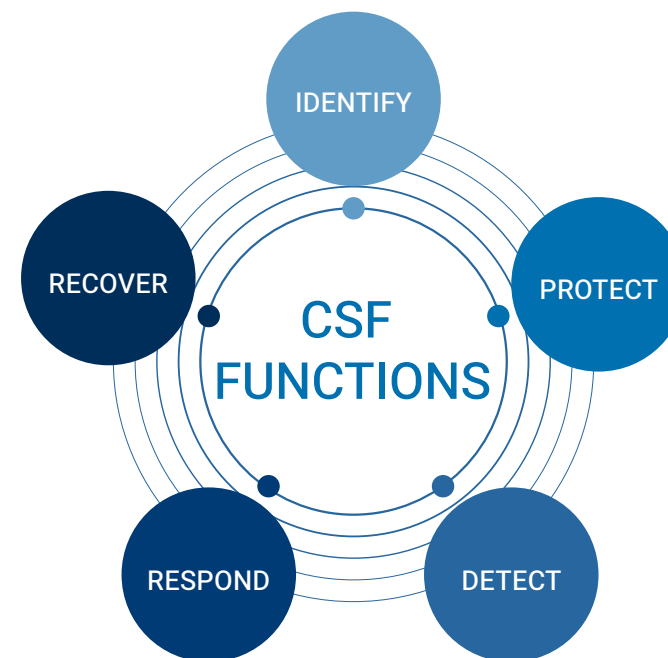 IDENTIFY
RECOVER
PROTECT
CSF
FUNCTIONS
RESPOND
DETECT